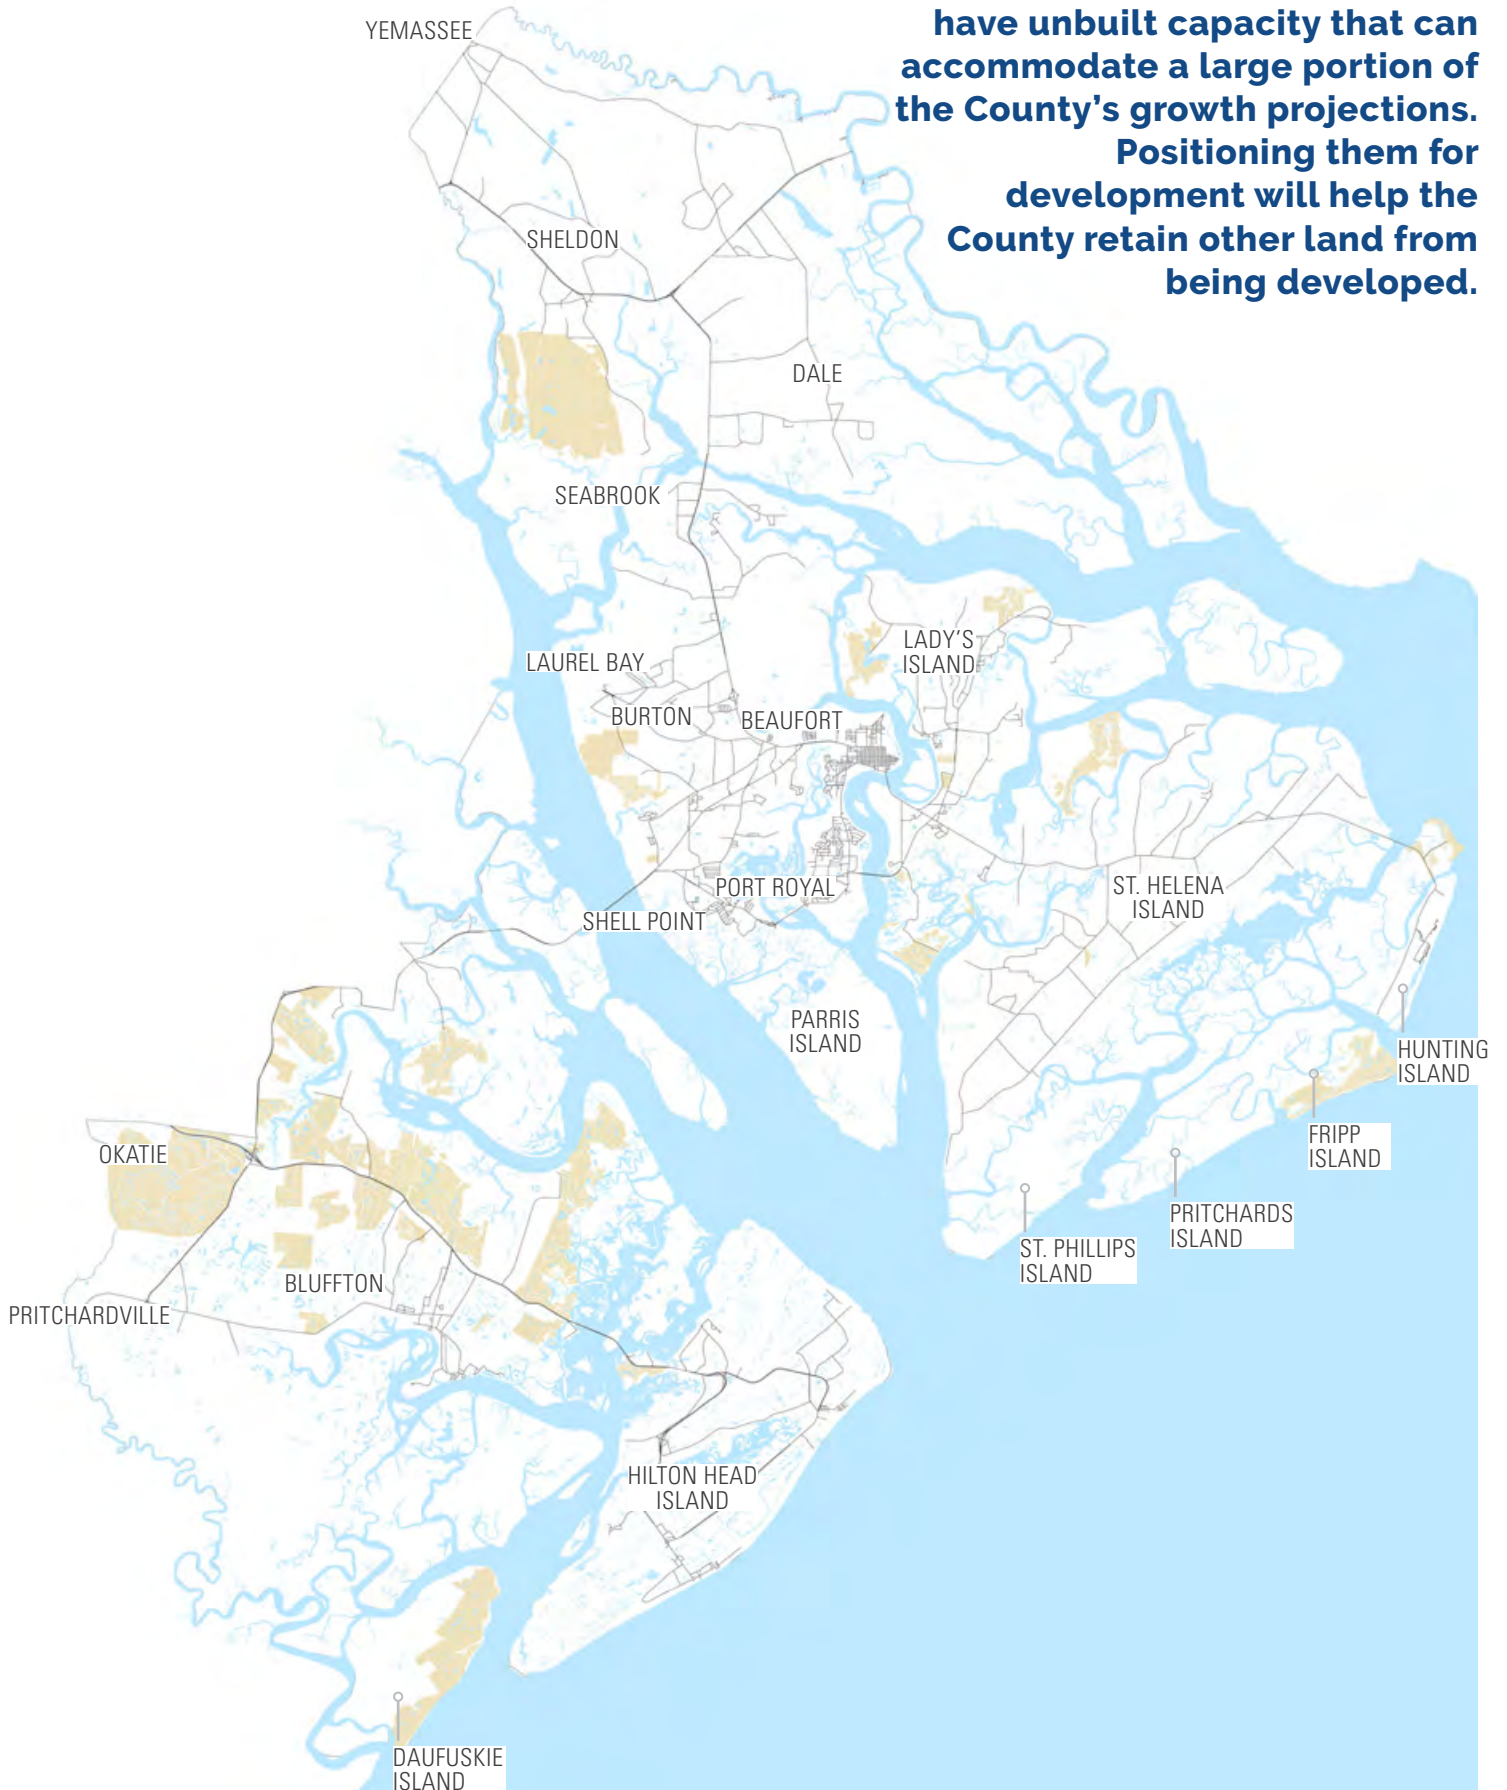 have unbuilt capacity that can
accommodate a large portion of
the County's growth projections.
Positioning them for
development will help the
County retain other land from
being developed.
YEMASSEE
SHELDON
DALE
SEABROOK
LADY'S
ISLAND
LAUREL BAY
BURTON
BEAUFORT
PORT ROYAL
ST. HELENA
ISLAND
SHELL POINT
PARRIS
ISLAND
HUNTING
ISLAND
FRIPP
ISLAND
OKATIE
PRITCHARDS
ISLAND
ST. PHILLIPS
ISLAND
BLUFFTON
PRITCHARDVILLE
HILTON HEAD
ISLAND
DAUFUSKIE
ISLAND